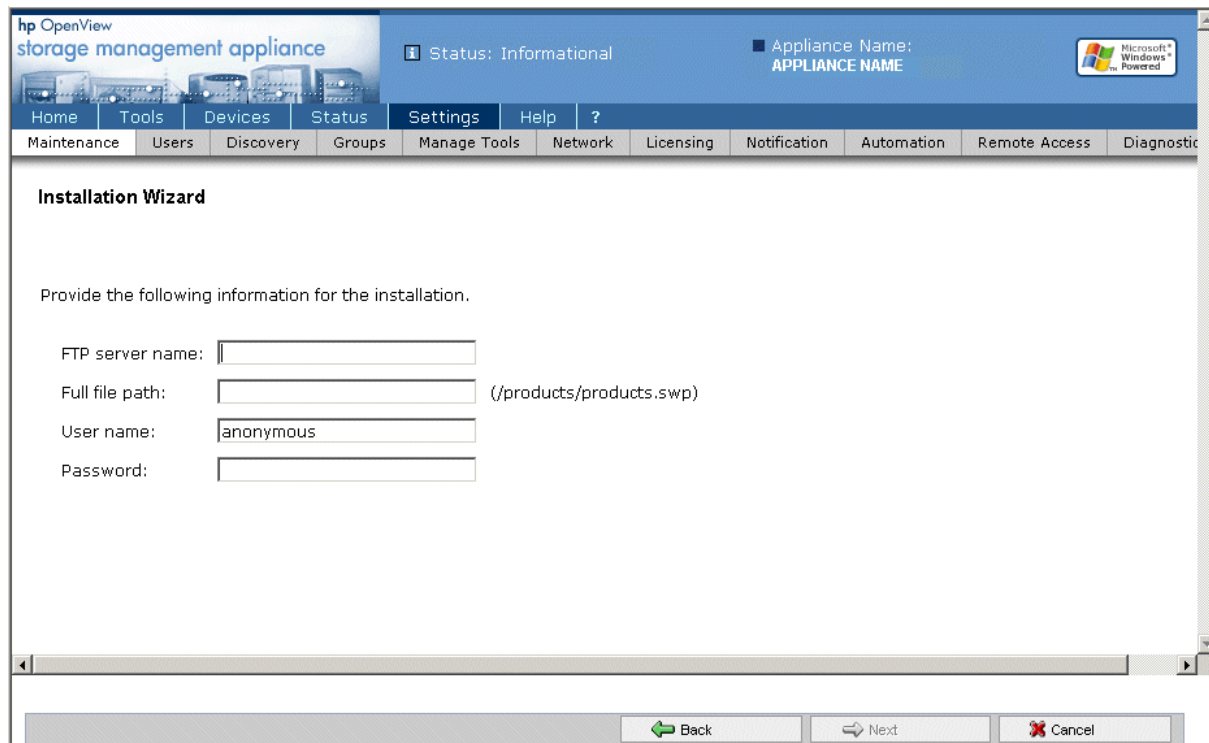 hp OpenView
storage management appliance
i Status: Informational
Appliance Name:
APPLIANCE NAME
Microsoft®
Windows®
Powered
TM
Home Tools Devices Status Settings Help ?
Maintenance Users Discovery Groups Manage Tools Network Licensing Notification Automation Remote Access Diagnostic
Installation Wizard
Provide the following information for the installation.
FTP server name:
Full file path: (/products/products.swp)
User name: anonymous
Password:
Back Next Cancel